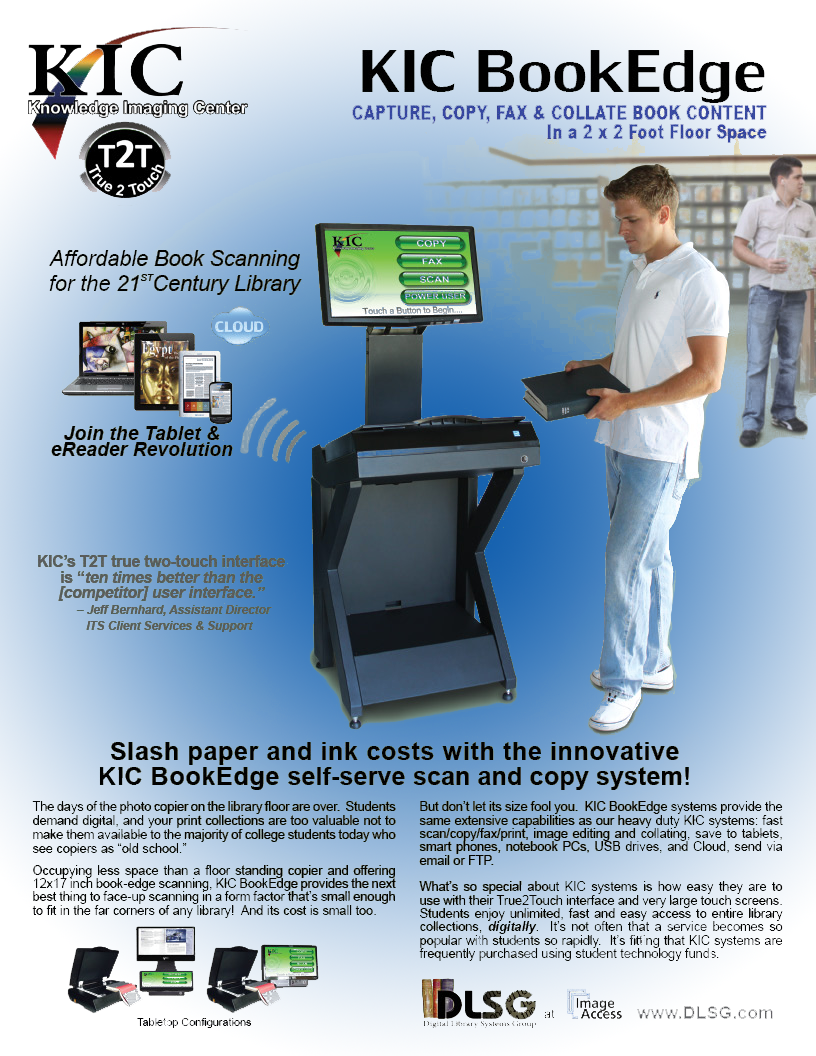 KIC
Knowledge Imaging Center
T2T
True 2 Touch
KIC BookEdge
CAPTURE, COPY, FAX & COLLATE BOOK CONTENT
In a 2 x 2 Foot Floor Space
Affordable Book Scanning
for the 21ST Century Library
CLOUD
Egypt
Join the Tablet &
eReader Revolution
KIC
COPY
FAX
SCAN
POWER USER
Touch a Button to Begin....
KIC's T2T true two-touch interface
is “ten times better than the
[competitor] user interface.”
– Jeff Bernhard, Assistant Director
ITS Client Services & Support
Slash paper and ink costs with the innovative
KIC BookEdge self-serve scan and copy system!
The days of the photo copier on the library floor are over. Students
demand digital, and your print collections are too valuable not to
make them available to the majority of college students today who
see copiers as “old school.”
Occupying less space than a floor standing copier and offering
12x17 inch book-edge scanning, KIC BookEdge provides the next
best thing to face-up scanning in a form factor that's small enough
to fit in the far corners of any library! And its cost is small too.
Tabletop Configurations
But don't let its size fool you. KIC BookEdge systems provide the
same extensive capabilities as our heavy duty KIC systems: fast
scan/copy/fax/print, image editing and collating, save to tablets,
smart phones, notebook PCs, USB drives, and Cloud, send via
email or FTP.
What's so special about KIC systems is how easy they are to
use with their True2Touch interface and very large touch screens.
Students enjoy unlimited, fast and easy access to entire library
collections, digitally. It's not often that a service becomes so
popular with students so rapidly. It's fitting that KIC systems are
frequently purchased using student technology funds.
DLSG
Digital Library Systems Group
at
Image
Access
www.DLSG.com